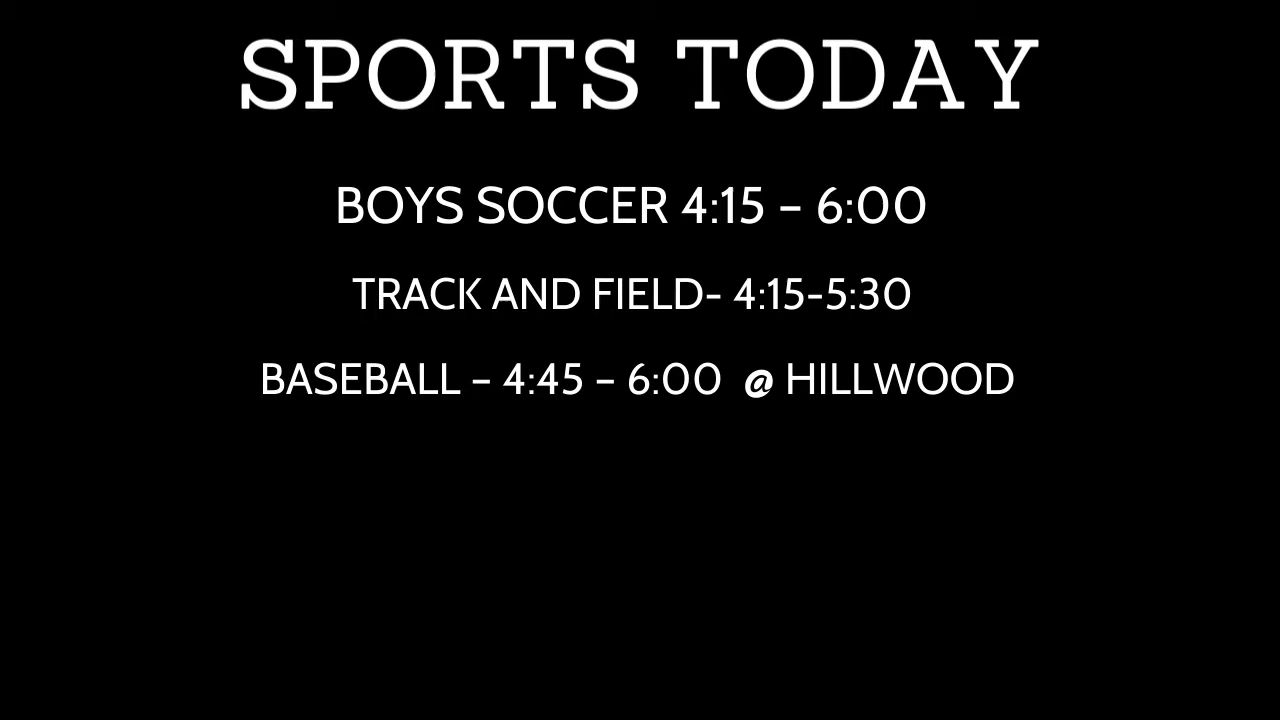 SPORTS TODAY
BOYS SOCCER 4:15 – 6:00
TRACK AND FIELD- 4:15-5:30
BASEBALL – 4:45 – 6:00  @ HILLWOOD